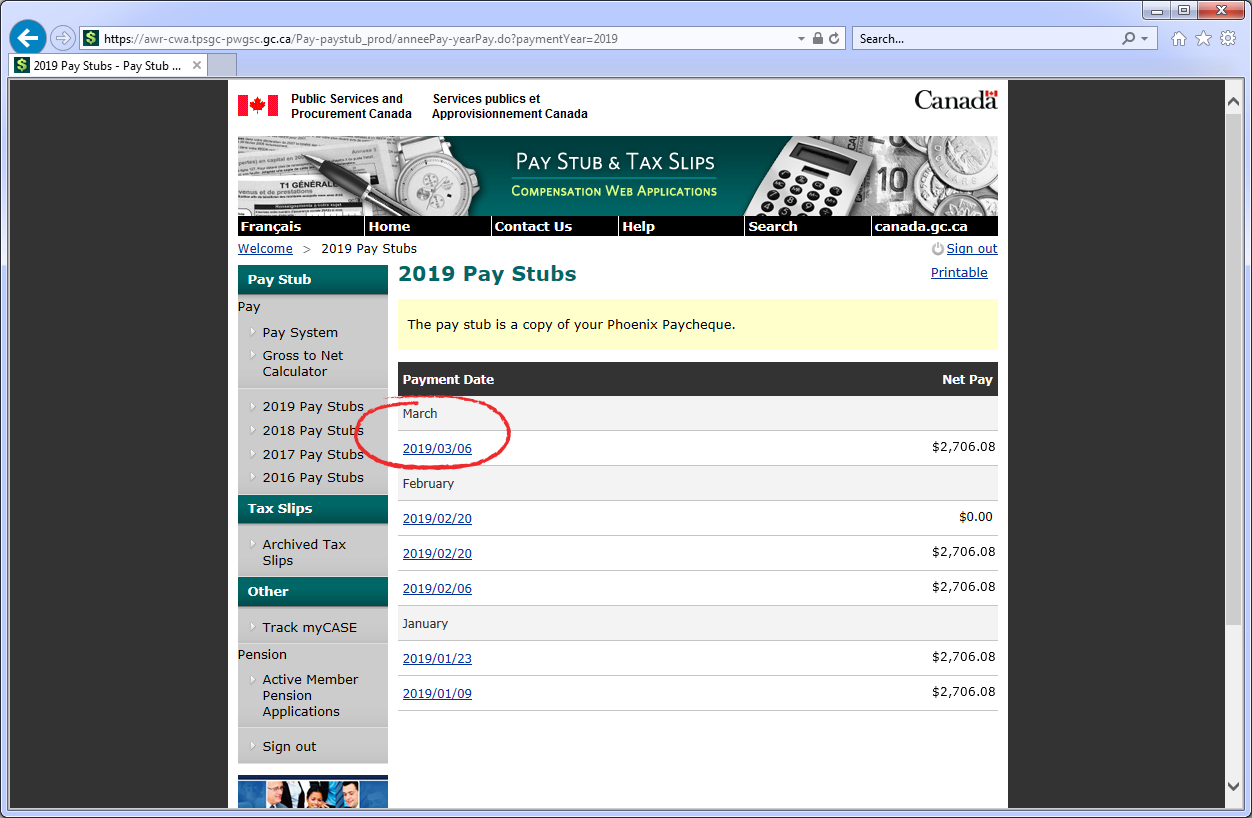 https://awr-cwa.tpsgc-pwgsc.gc.ca/Pay-paystub_prod/anneePay-yearPay.do?paymentYear=2019
Search...
2019 Pay Stubs - Pay Stub ...
Public Services and Services publics et
Procurement Canada Approvisionnement Canada
Canada
T1 GÉNÉRAL
10
PAY STUB & TAX SLIPS
COMPENSATION WEB APPLICATIONS
Français Home Contact Us Help Search canada.gc.ca
Welcome > 2019 Pay Stubs Sign out
Pay Stub
Pay
Pay System
Gross to Net
Calculator
2019 Pay Stubs
2018 Pay Stubs
2017 Pay Stubs
2016 Pay Stubs
Tax Slips
Archived Tax
Slips
Other
Track myCASE
Pension
Active Member
Pension
Applications
Sign out
2019 Pay Stubs
Printable
The pay stub is a copy of your Phoenix Paycheque.
Payment Date Net Pay
March
2019/03/06 $2,706.08
February
2019/02/20 $0.00
2019/02/20 $2,706.08
2019/02/06 $2,706.08
January
2019/01/23 $2,706.08
2019/01/09 $2,706.08